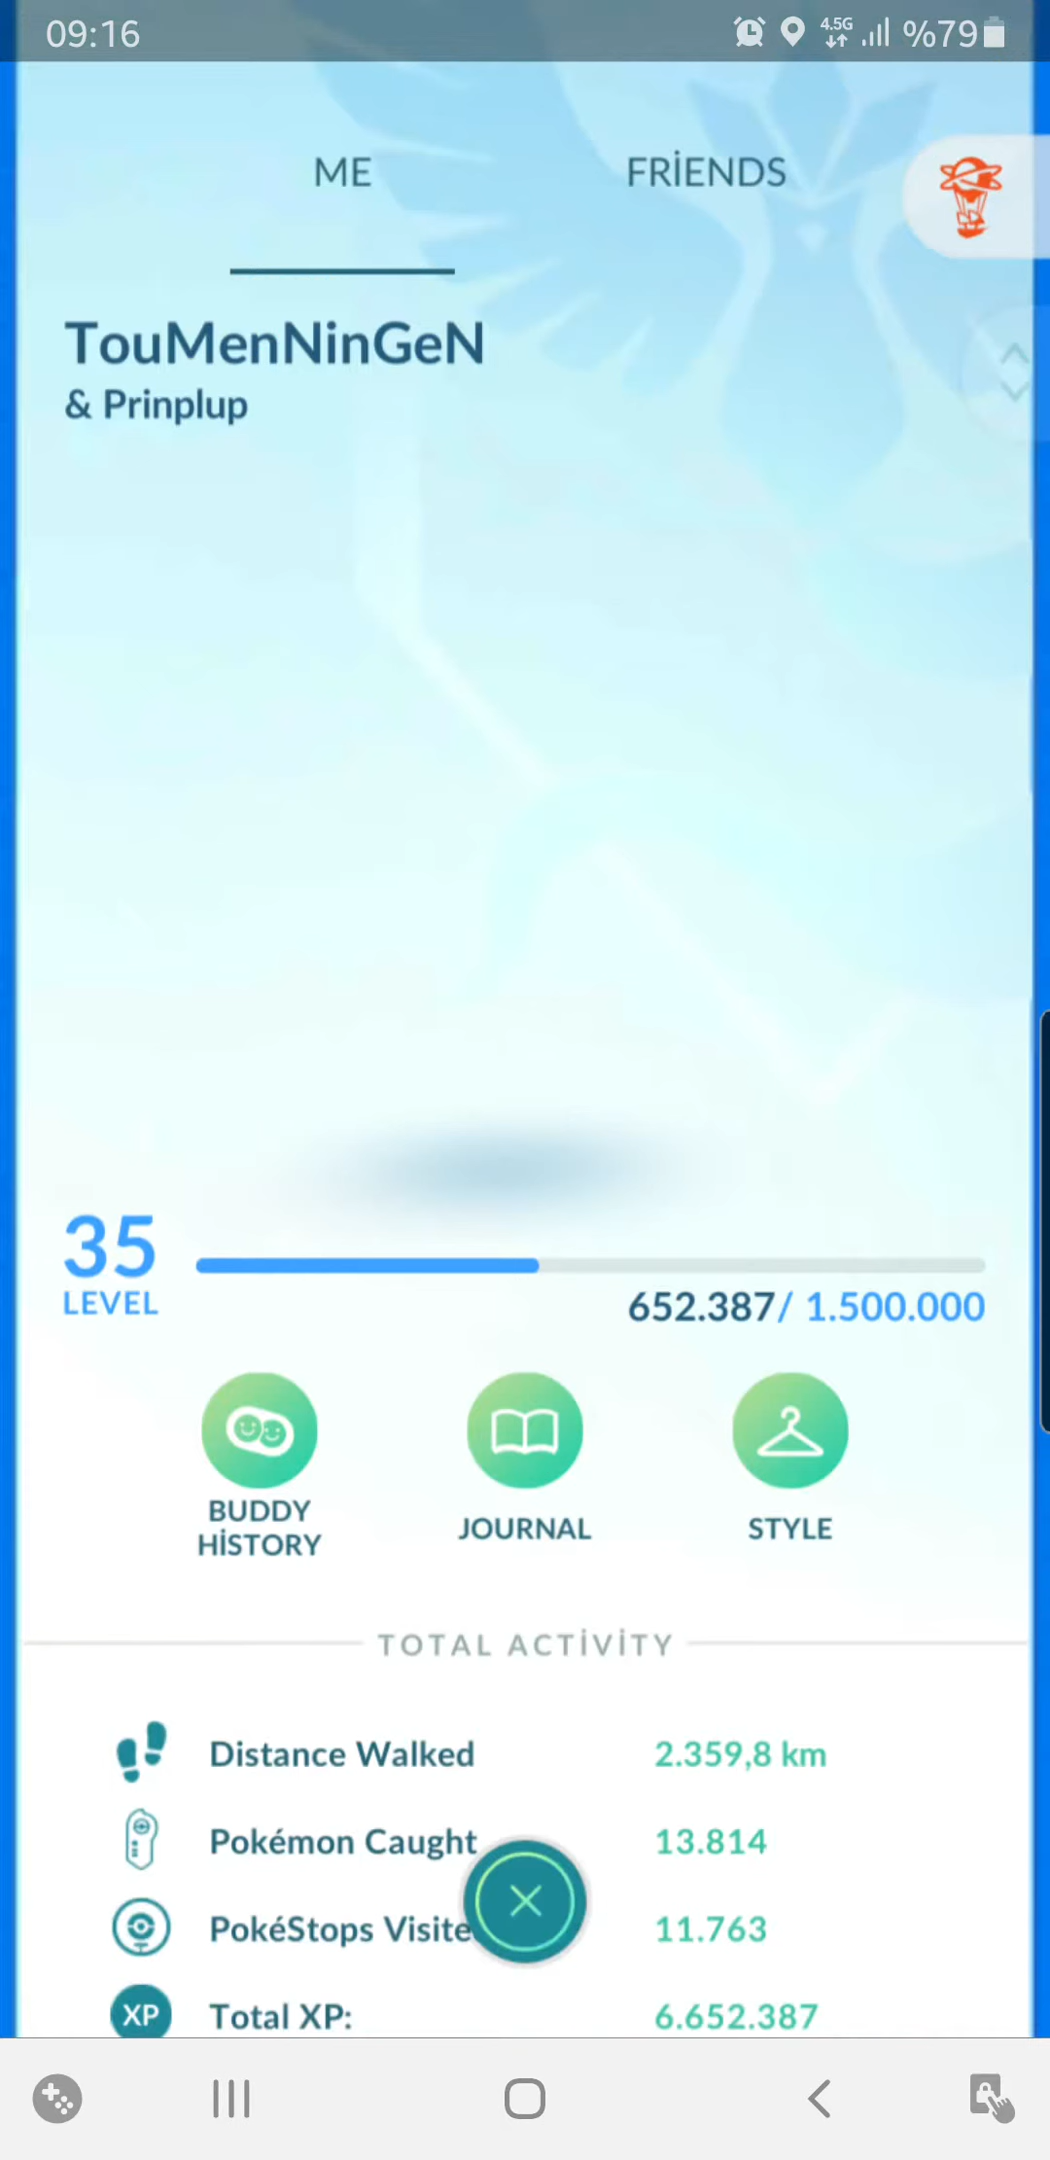 09:16
4.5G %79
ME FRİENDS
TouMenNinGeN
& Prinplup
35
LEVEL
652.387/ 1.500.000
BUDDY
HİSTORY
JOURNAL
STYLE
TOTAL ACTİVİTY
Distance Walked 2.359,8 km
Pokémon Caught 13.814
PokéStops Visite 11.763
XP Total XP: 6.652.387